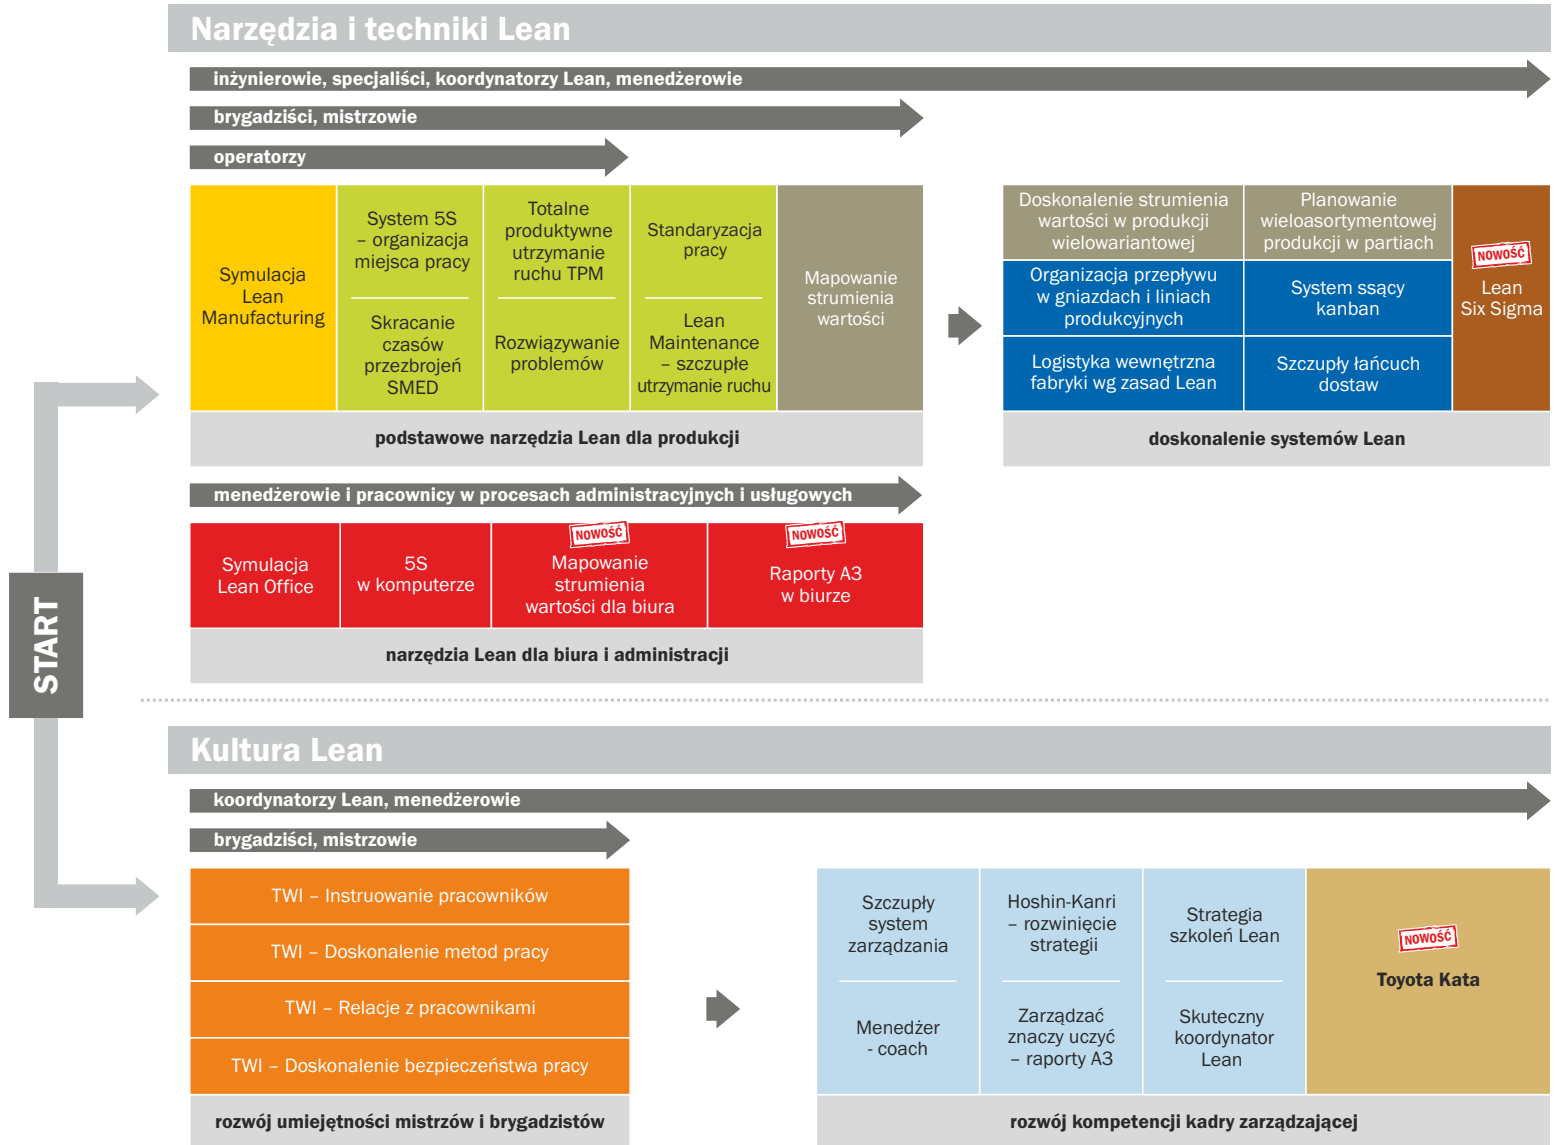 Narzędzia i techniki Lean
inżynierowie, specjaliści, koordynatorzy Lean, menedżerowie
brygadziści, mistrzowie
operatorzy
Symulacja
Lean
Manufacturing
System 5S
– organizacja
miejsca pracy
Skracanie
czasów
przezbrojeń
SMED
Totalne
produktywne
utrzymanie
ruchu TPM
Rozwiązywanie
problemów
Standaryzacja
pracy
Lean
Maintenance
– szczupłe
utrzymanie ruchu
Mapowanie
strumienia
wartości
podstawowe narzędzia Lean dla produkcji
Doskonalenie strumienia
wartości w produkcji
wielowariantowej
Planowanie
wieloasortymentowej
produkcji w partiach
Organizacja przepływu
w gniazdach i liniach
produkcyjnych
System ssący
kanban
Logistyka wewnętrzna
fabryki wg zasad Lean
Szczupły łańcuch
dostaw
NOWOŚĆ
Lean
Six Sigma
doskonalenie systemów Lean
menedżerowie i pracownicy w procesach administracyjnych i usługowych
Symulacja
Lean Office
5S
w komputerze
NOWOŚĆ
Mapowanie
strumienia
wartości dla biura
NOWOŚĆ
Raporty A3
w biurze
narzędzia Lean dla biura i administracji
START
Kultura Lean
koordynatorzy Lean, menedżerowie
brygadziści, mistrzowie
TWI – Instruowanie pracowników
TWI – Doskonalenie metod pracy
TWI – Relacje z pracownikami
TWI – Doskonalenie bezpieczeństwa pracy
rozwój umiejętności mistrzów i brygadzistów
Szczupły
system
zarządzania
Menedżer
- coach
Hoshin-Kanri
– rozwinięcie
strategii
Zarządzać
znaczy uczyć
– raporty A3
Strategia
szkoleń Lean
Skuteczny
koordynator
Lean
NOWOŚĆ
Toyota Kata
rozwój kompetencji kadry zarządzającej